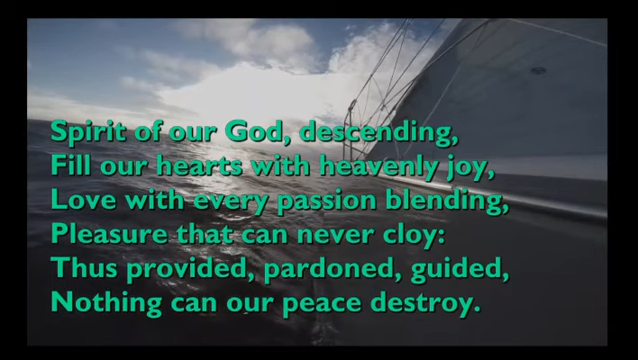 Spirit of our God, descending,
Fill our hearts with heavenly joy,
Love with every passion blending,
Pleasure that can never cloy:
Thus provided, pardoned, guided,
Nothing can our peace destroy.